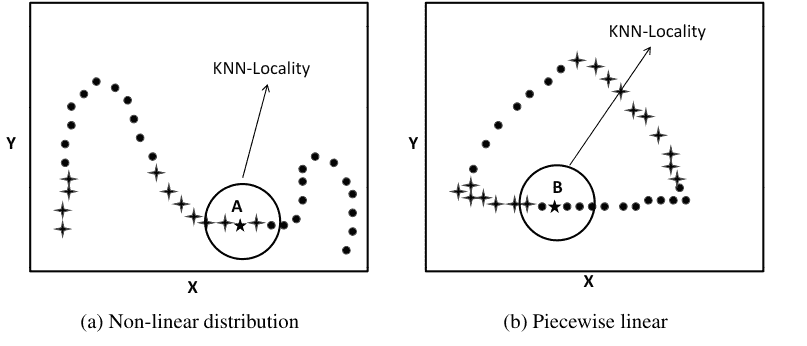 KNN-Locality
Y
A
X
(a) Non-linear distribution
KNN-Locality
Y
B
X
(b) Piecewise linear